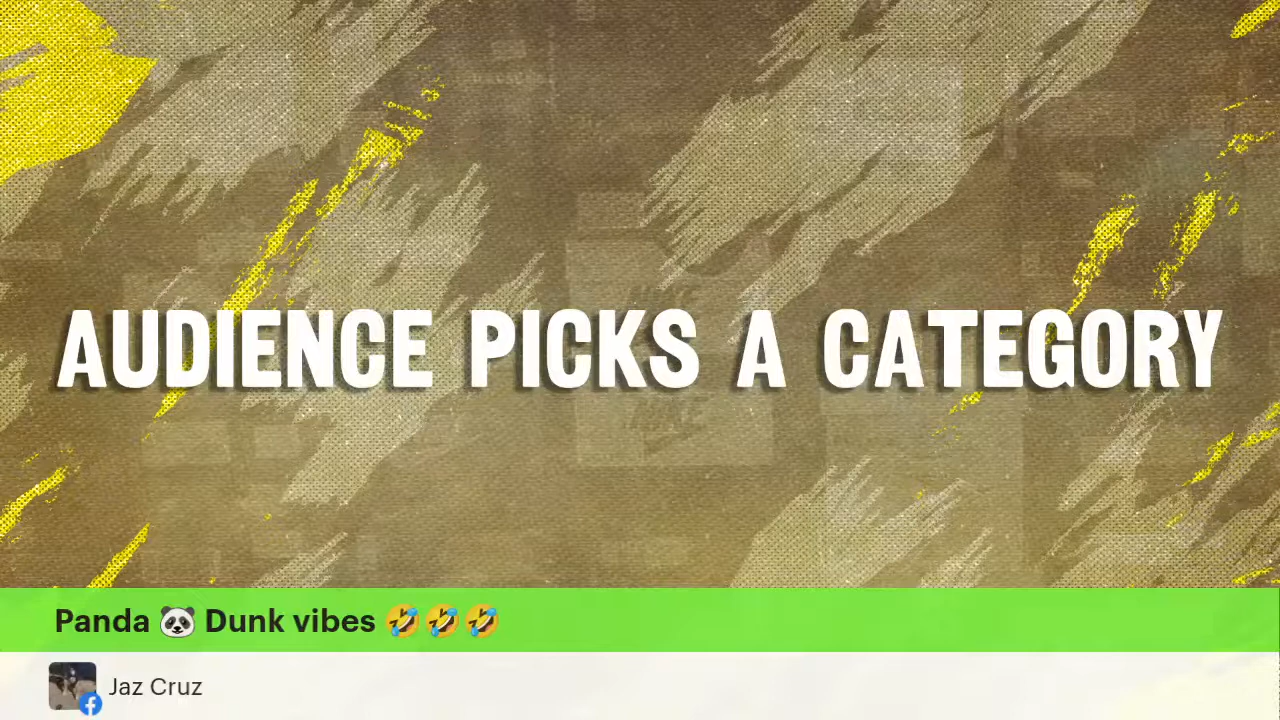 AUDIENCE PICKS A CATEGORY
Panda 🐼 Dunk vibes 🤣🤣🤣
Jaz Cruz